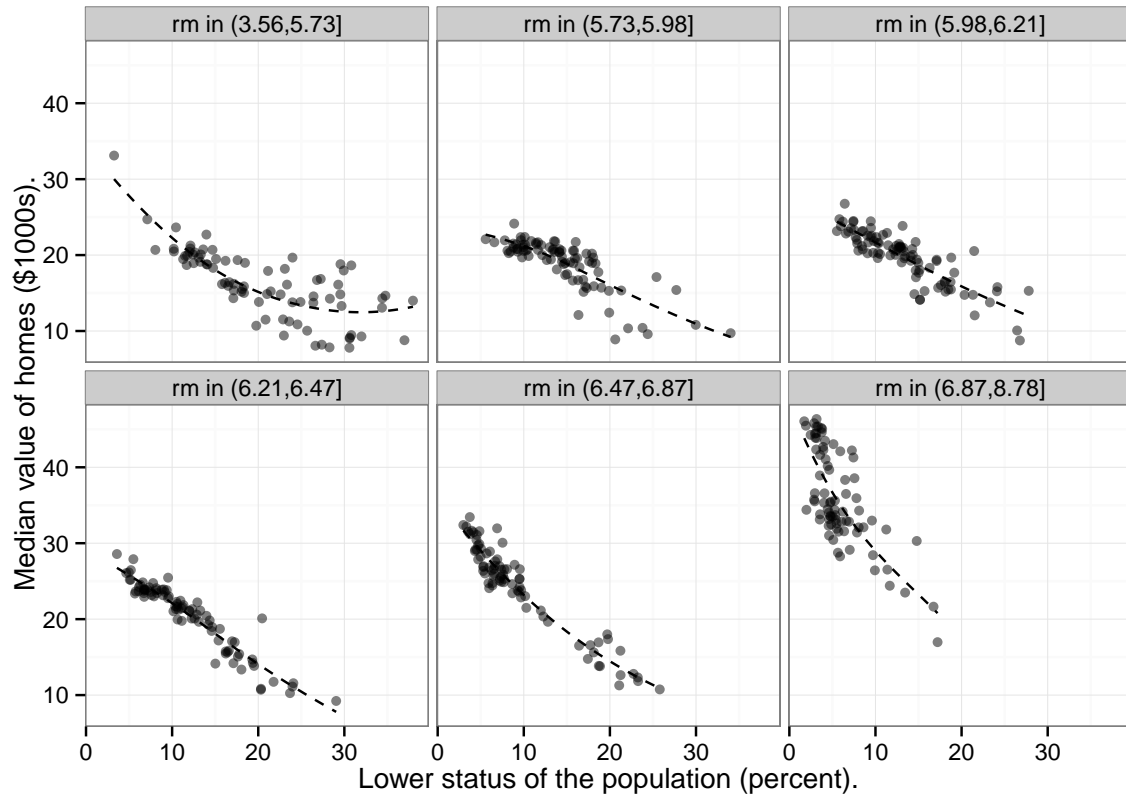 rm in (3.56,5.73]
rm in (5.73,5.98]
rm in (5.98,6.21]
40
30
20
10
rm in (6.21,6.47]
rm in (6.47,6.87]
rm in (6.87,8.78]
40
30
20
10
0 10 20 30
0 10 20 30
0 10 20 30
Median value of homes ($1000s).
Lower status of the population (percent).